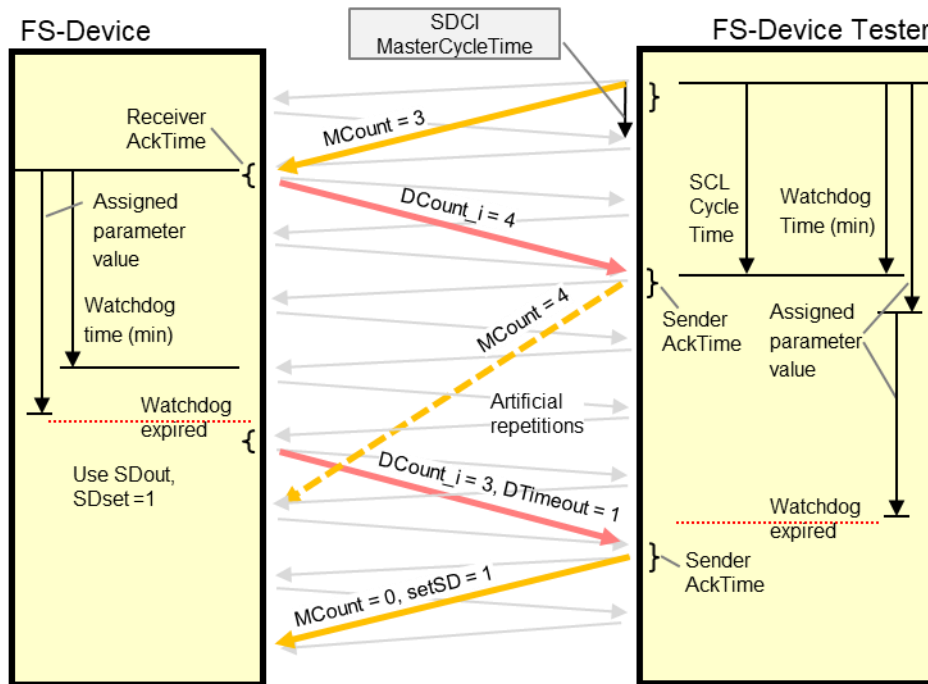 FS-Device
SDCI
MasterCycleTime
FS-Device Tester
Receiver
AckTime
MCount = 3
Assigned
parameter
value
DCount_i = 4
SCL
Cycle
Time
Watchdog
Time (min)
Watchdog
time (min)
MCount = 4
Sender
AckTime
Assigned
parameter
value
Watchdog
expired
Artificial
repetitions
Use SDout,
SDset =1
DCount_i = 3, DTimeout = 1
Watchdog
expired
Sender
AckTime
MCount = 0, setSD = 1